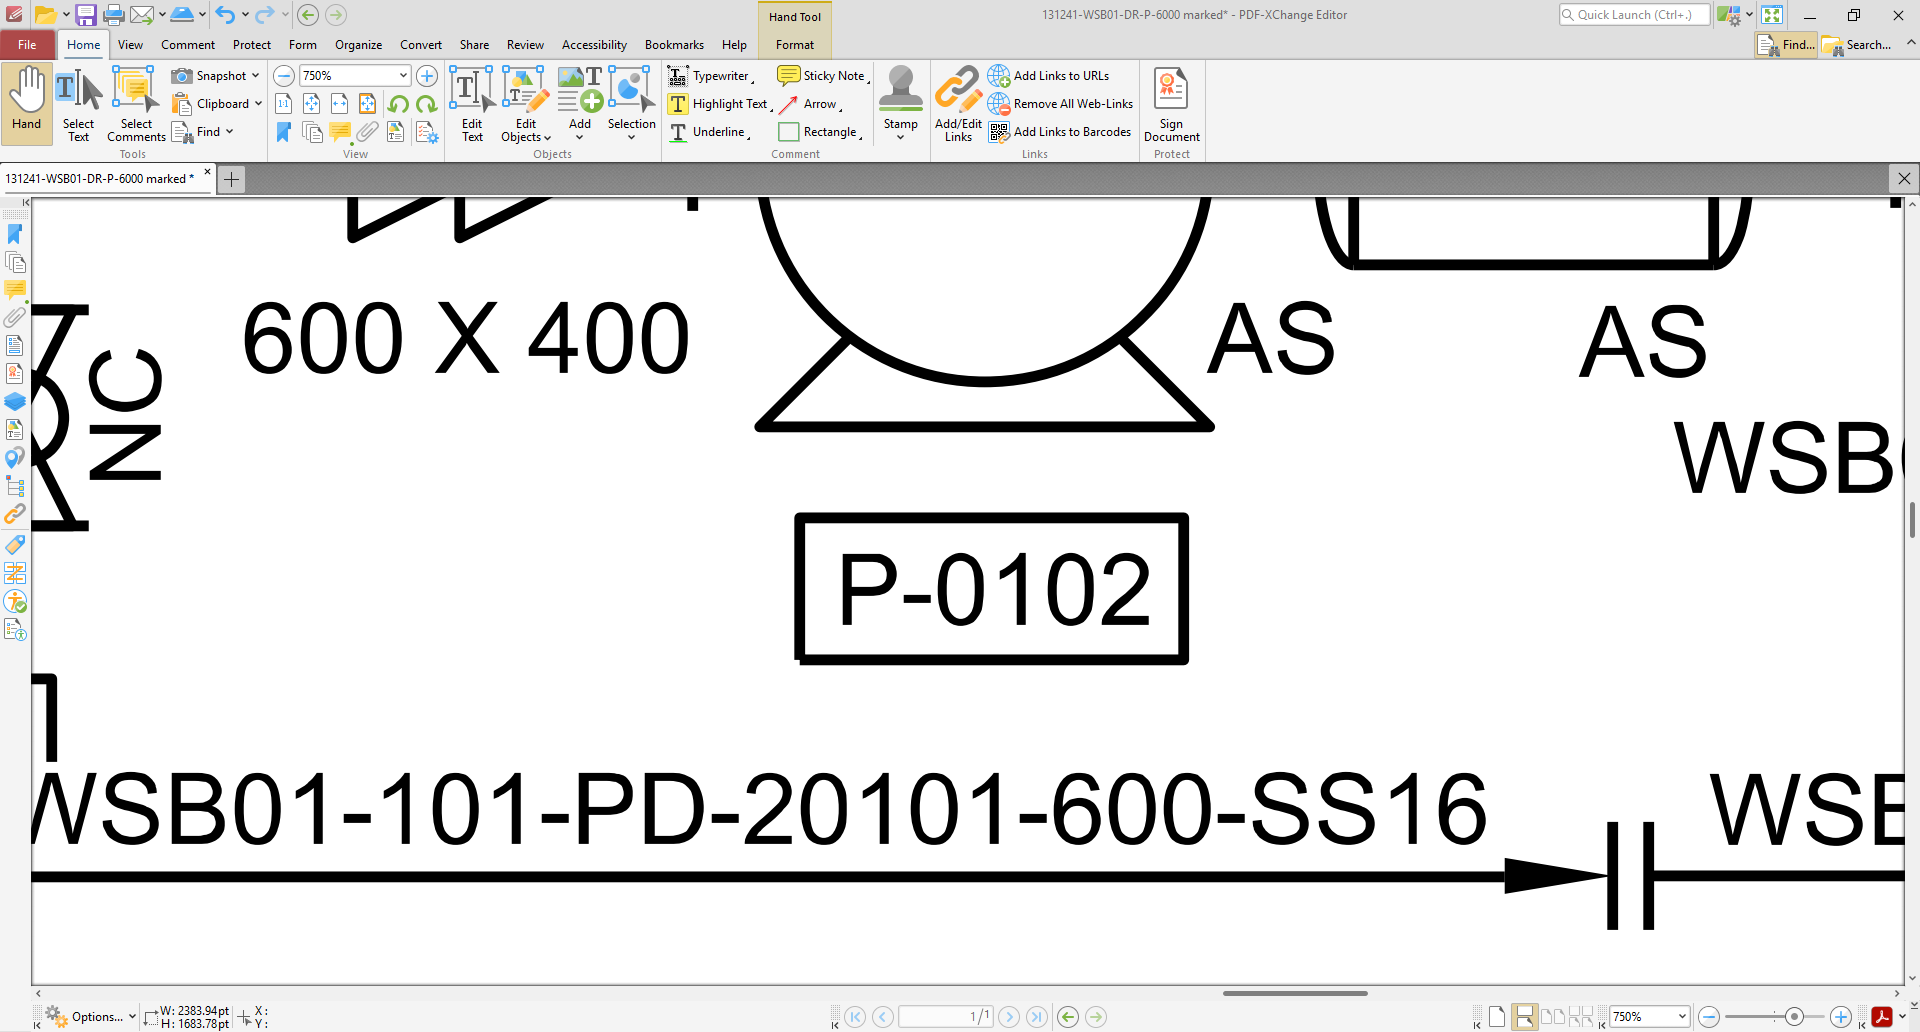 Hand Tool
131241-WSB01-DR-P-6000 marked* - PDF-XChange Editor
Quick Launch (Ctrl+.)
File Home View Comment Protect Form Organize Convert Share Review Accessibility Bookmarks Help Format
Find... Search...
Hand
Select Text
Select Comments
Snapshot
Clipboard
Find
Tools
750%
1:1
View
Edit Text
Edit Objects
Add
Selection
Objects
Typewriter
Highlight Text
Underline
Sticky Note
Arrow
Rectangle
Comment
Stamp
Add/Edit Links
Add Links to URLs
Remove All Web-Links
Add Links to Barcodes
Links
Sign Document
Protect
131241-WSB01-DR-P-6000 marked *
600 X 400
AS
AS
NC
WSB
P-0102
WSB01-101-PD-20101-600-SS16
WSB
Options...
W: 2383.94pt
H: 1683.78pt
X:
Y:
1/1
750%